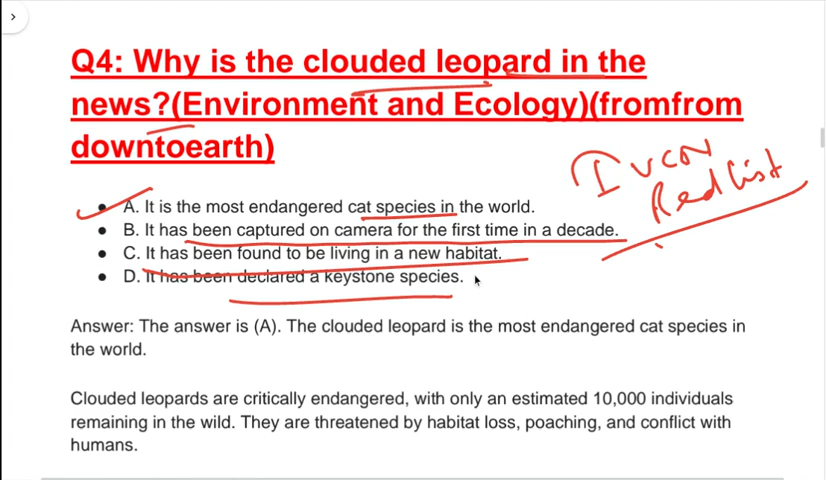 Q4: Why is the clouded leopard in the
news?(Environment and Ecology)(fromfrom
downtoearth)
IUCN
Red List
A. It is the most endangered cat species in the world.
B. It has been captured on camera for the first time in a decade.
C. It has been found to be living in a new habitat.
D. It has been declared a keystone species.
Answer: The answer is (A). The clouded leopard is the most endangered cat species in
the world.
Clouded leopards are critically endangered, with only an estimated 10,000 individuals
remaining in the wild. They are threatened by habitat loss, poaching, and conflict with
humans.